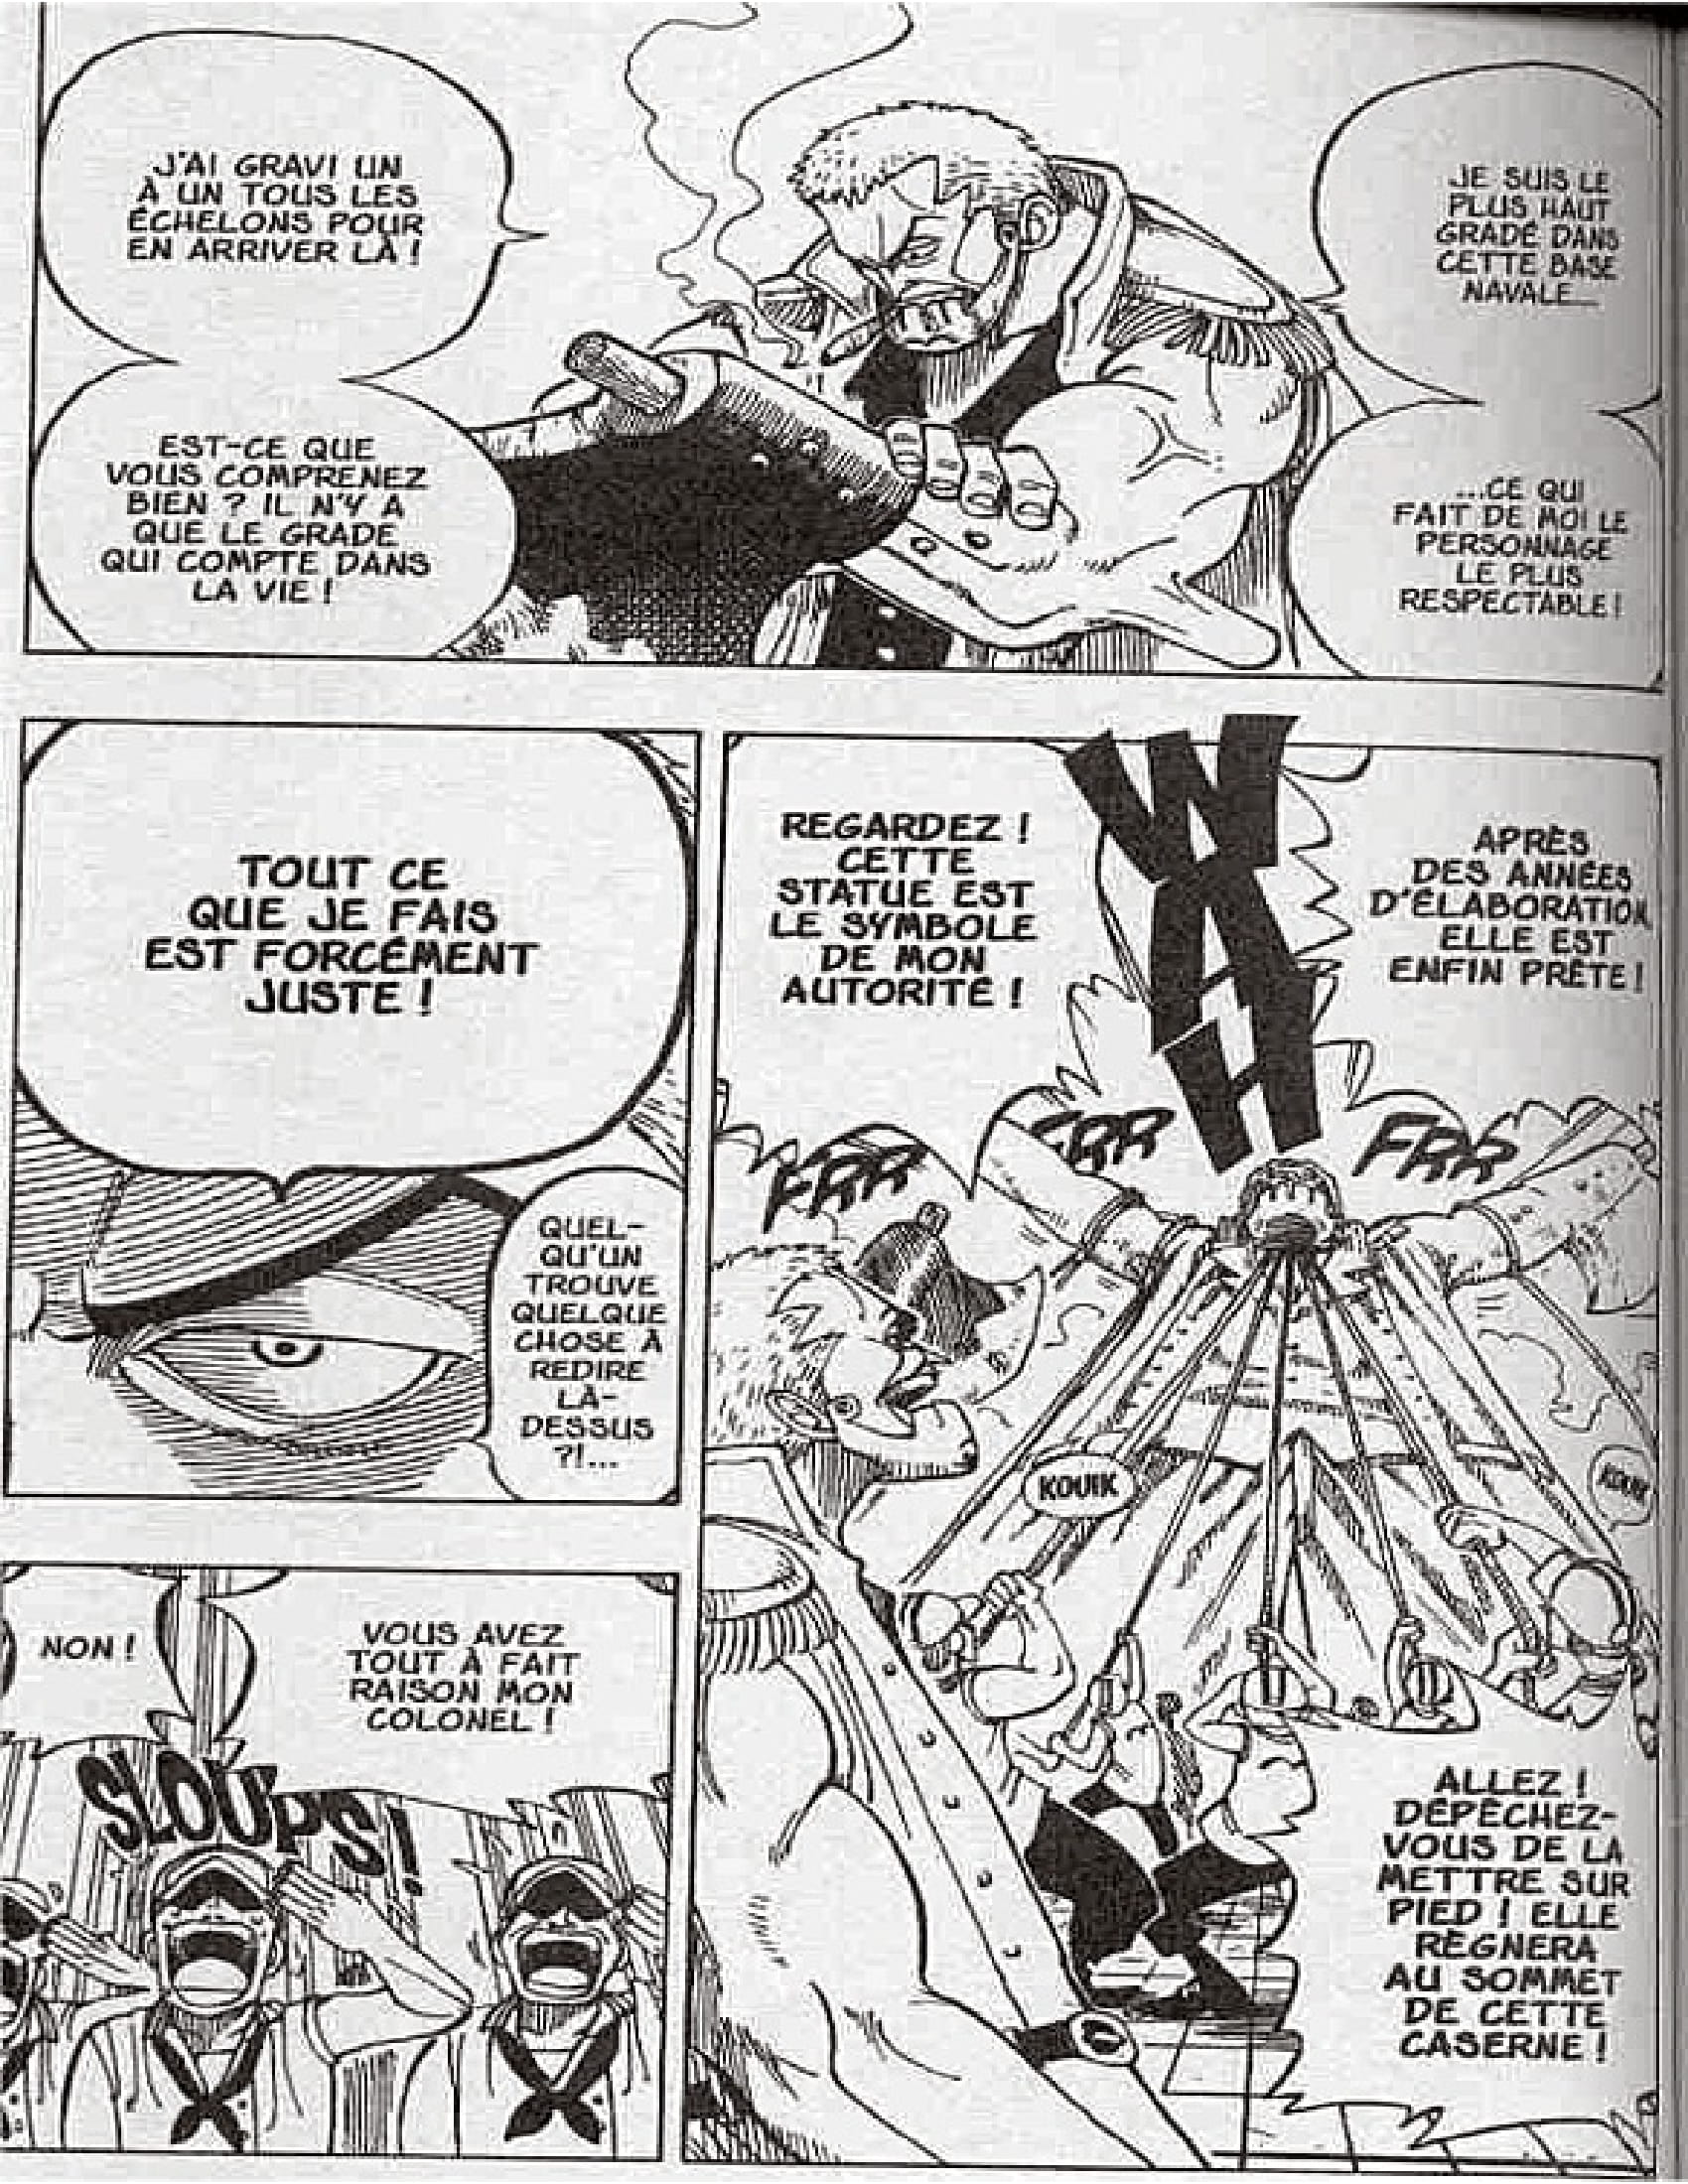 JE SUIS LE
PLUS HAUT
GRADÉ DANS
CETTE BASE
NAVALE...
...CE QUI
FAIT DE MOI LE
PERSONNAGE
LE PLUS
RESPECTABLE !
J'AI GRAVI UN
À UN TOUS LES
ÉCHELONS POUR
EN ARRIVER LÀ !
EST-CE QUE
VOUS COMPRENEZ
BIEN ? IL N'Y A
QUE LE GRADE
QUI COMPTE DANS
LA VIE !
APRÈS
DES ANNÉES
D'ÉLABORATION
ELLE EST
ENFIN PRÊTE !
WAH
REGARDEZ !
CETTE
STATUE EST
LE SYMBOLE
DE MON
AUTORITÉ !
FRR
FRR
FRR
KOUIK
KOUIK
ALLEZ !
DÉPÊCHEZ-
VOUS DE LA
METTRE SUR
PIED ! ELLE
RÈGNERA
AU SOMMET
DE CETTE
CASERNE !
TOUT CE
QUE JE FAIS
EST FORCÉMENT
JUSTE !
QUEL-
QU'UN
TROUVE
QUELQUE
CHOSE À
REDIRE
LÀ-
DESSUS
?!...
VOUS AVEZ
TOUT À FAIT
RAISON MON
COLONEL !
NON !
SLOUPS !